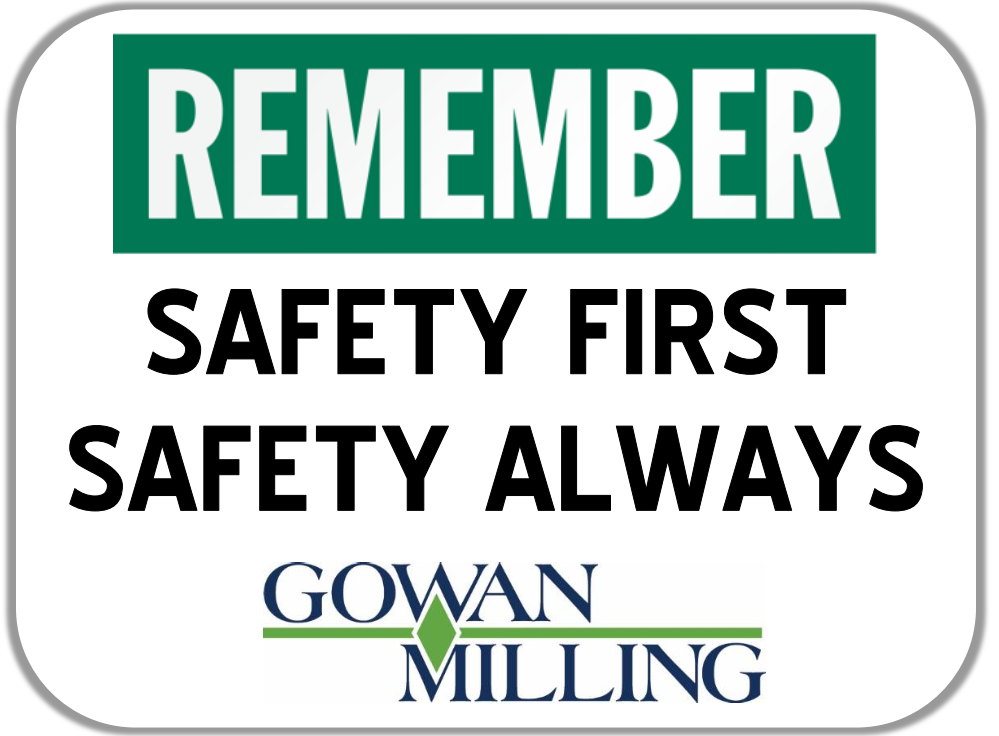 REMEMBER
SAFETY FIRST
SAFETY ALWAYS
GOWAN
MILLING